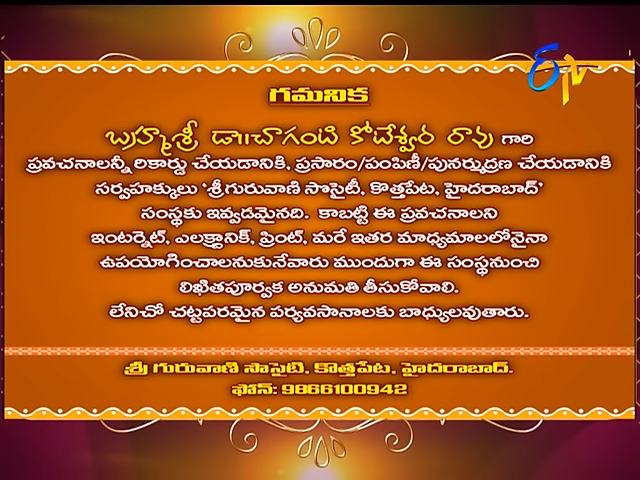 ETV
గమనిక
బ్రహ్మశ్రీ డా॥చాగంటి కోటేశ్వర రావు గారి
ప్రవచనాలన్నీ రికార్డు చేయడానికి, ప్రసారం/పంపిణీ/పునర్ముద్రణ చేయడానికి
సర్వహక్కులు 'శ్రీ గురువాణి సొసైటీ, కొత్తపేట, హైదరాబాద్'
సంస్థకు ఇవ్వడమైనది. కాబట్టి ఈ ప్రవచనాలని
ఇంటర్నెట్, ఎలక్ట్రానిక్, ప్రింట్, మరే ఇతర మాధ్యమాలలోనైనా
ఉపయోగించాలనుకునేవారు ముందుగా ఈ సంస్థనుంచి
లిఖితపూర్వక అనుమతి తీసుకోవాలి.
లేనిచో చట్టపరమైన పర్యవసానాలకు బాధ్యులవుతారు.
శ్రీ గురువాణి సొసైటి, కొత్తపేట, హైదరాబాద్.
ఫోన్: 9866100942